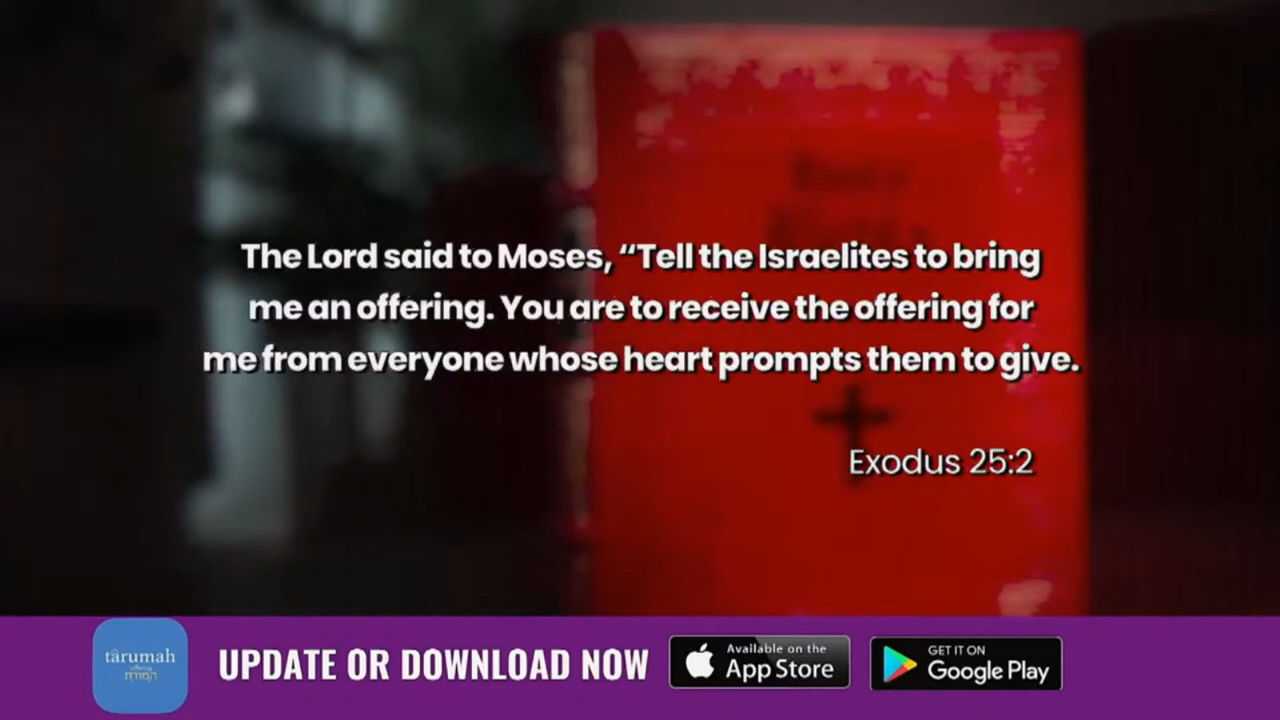 The Lord said to Moses, “Tell the Israelites to bring
me an offering. You are to receive the offering for
me from everyone whose heart prompts them to give.
Exodus 25:2
tārumah
UPDATE OR DOWNLOAD NOW
Available on the
App Store
GET IT ON
Google Play